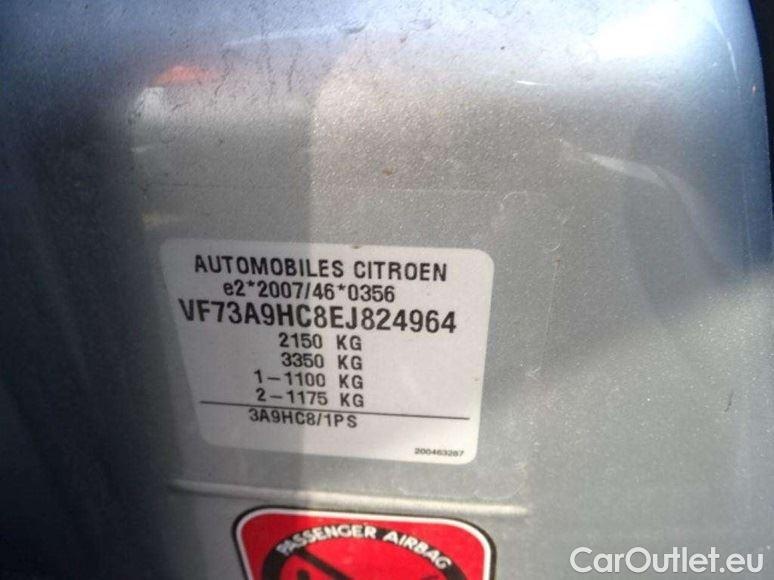 AUTOMOBILES CITROEN
e2*2007/46*0356
VF73A9HC8EJ824964
2150 KG
3350 KG
1-1100 KG
2-1175 KG
3A9HC8/1PS
200463287
PASSENGER AIRBAG
CarOutlet.eu